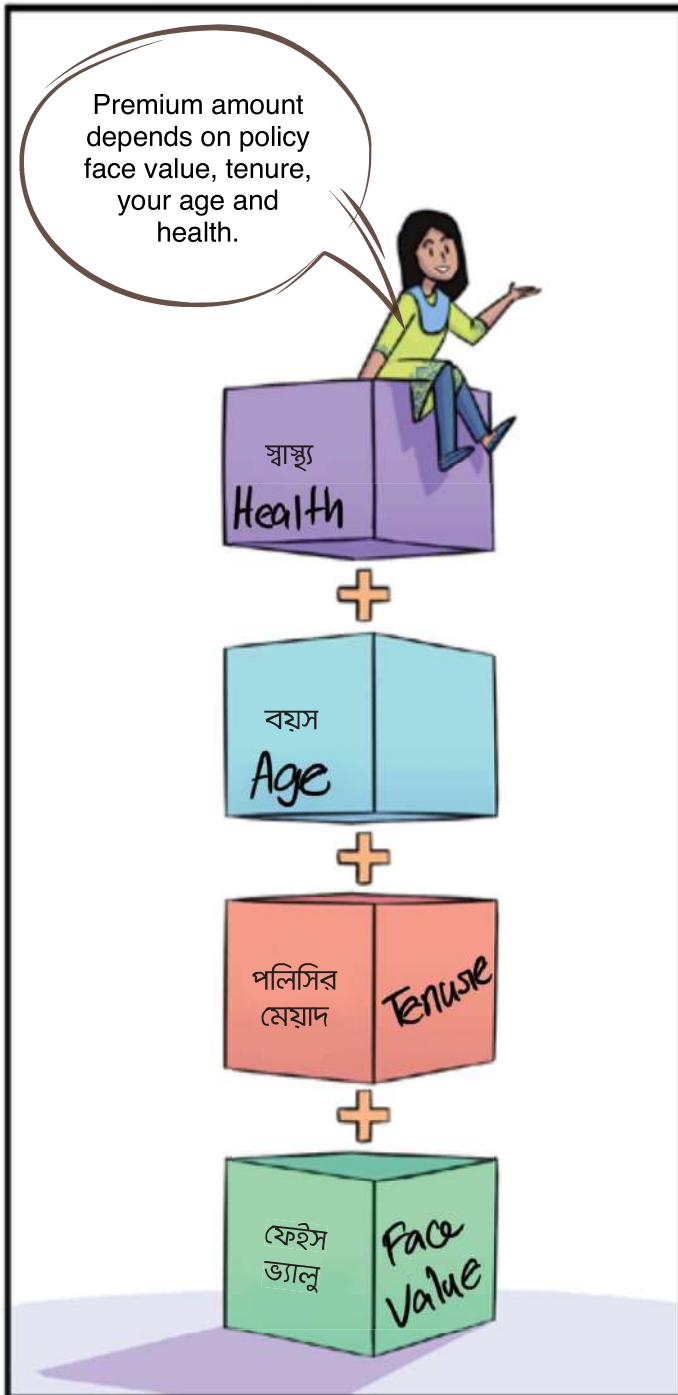 Premium amount
depends on policy
face value, tenure,
your age and
health.
স্বাস্থ্য
Health
+
বয়স
Age
+
পলিসির
মেয়াদ
Tenure
+
ফেইস
ভ্যালু
Face
Value